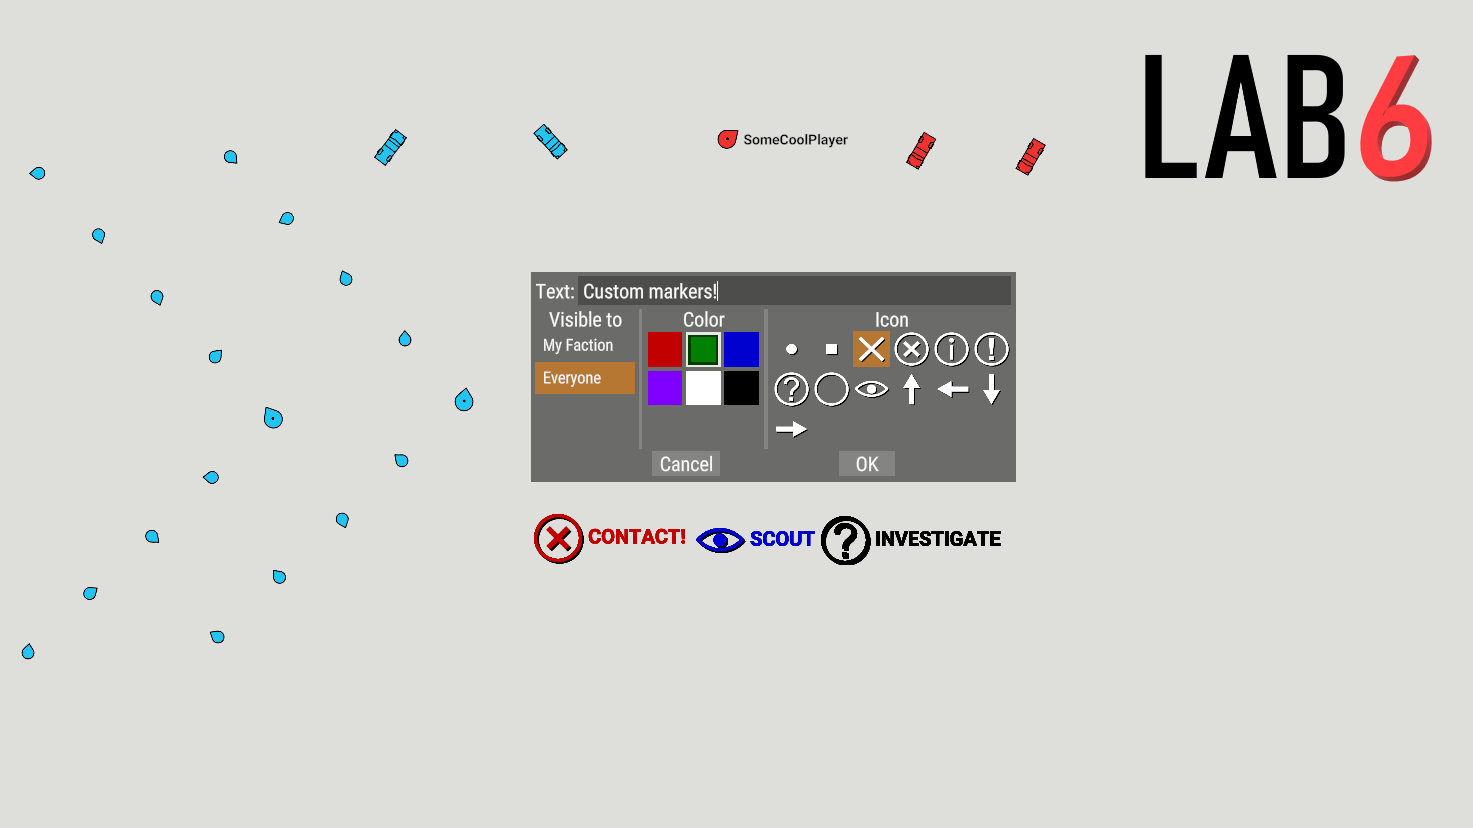 LAB6
SomeCoolPlayer
Text: Custom markers!
Visible to
Color
Icon
My Faction
Everyone
Cancel
OK
CONTACT!
SCOUT
INVESTIGATE